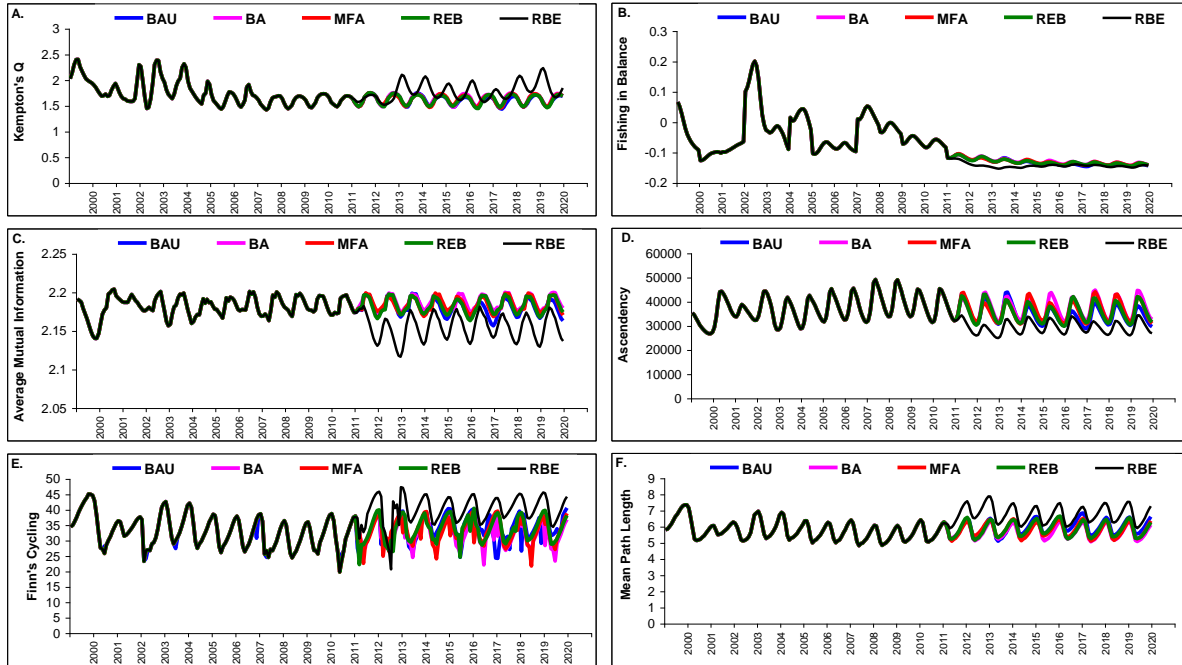 A.
BAU BA MFA REB RBE
Kempton's Q
3
2.5
2
1.5
1
0.5
0
2000 2001 2002 2003 2004 2005 2006 2007 2008 2009 2010 2011 2012 2013 2014 2015 2016 2017 2018 2019 2020
B.
BAU BA MFA REB RBE
Fishing in Balance
0.3
0.2
0.1
0
-0.1
-0.2
2000 2001 2002 2003 2004 2005 2006 2007 2008 2009 2010 2011 2012 2013 2014 2015 2016 2017 2018 2019 2020
C.
BAU BA MFA REB RBE
Average Mutual Information
2.25
2.2
2.15
2.1
2.05
2000 2001 2002 2003 2004 2005 2006 2007 2008 2009 2010 2011 2012 2013 2014 2015 2016 2017 2018 2019 2020
D.
BAU BA MFA REB RBE
Ascendency
60000
50000
40000
30000
20000
10000
0
2000 2001 2002 2003 2004 2005 2006 2007 2008 2009 2010 2011 2012 2013 2014 2015 2016 2017 2018 2019 2020
E.
BAU BA MFA REB RBE
Finn's Cycling
50
45
40
35
30
25
20
15
10
5
0
2000 2001 2002 2003 2004 2005 2006 2007 2008 2009 2010 2011 2012 2013 2014 2015 2016 2017 2018 2019 2020
F.
BAU BA MFA REB RBE
Mean Path Length
9
8
7
6
5
4
3
2
1
0
2000 2001 2002 2003 2004 2005 2006 2007 2008 2009 2010 2011 2012 2013 2014 2015 2016 2017 2018 2019 2020